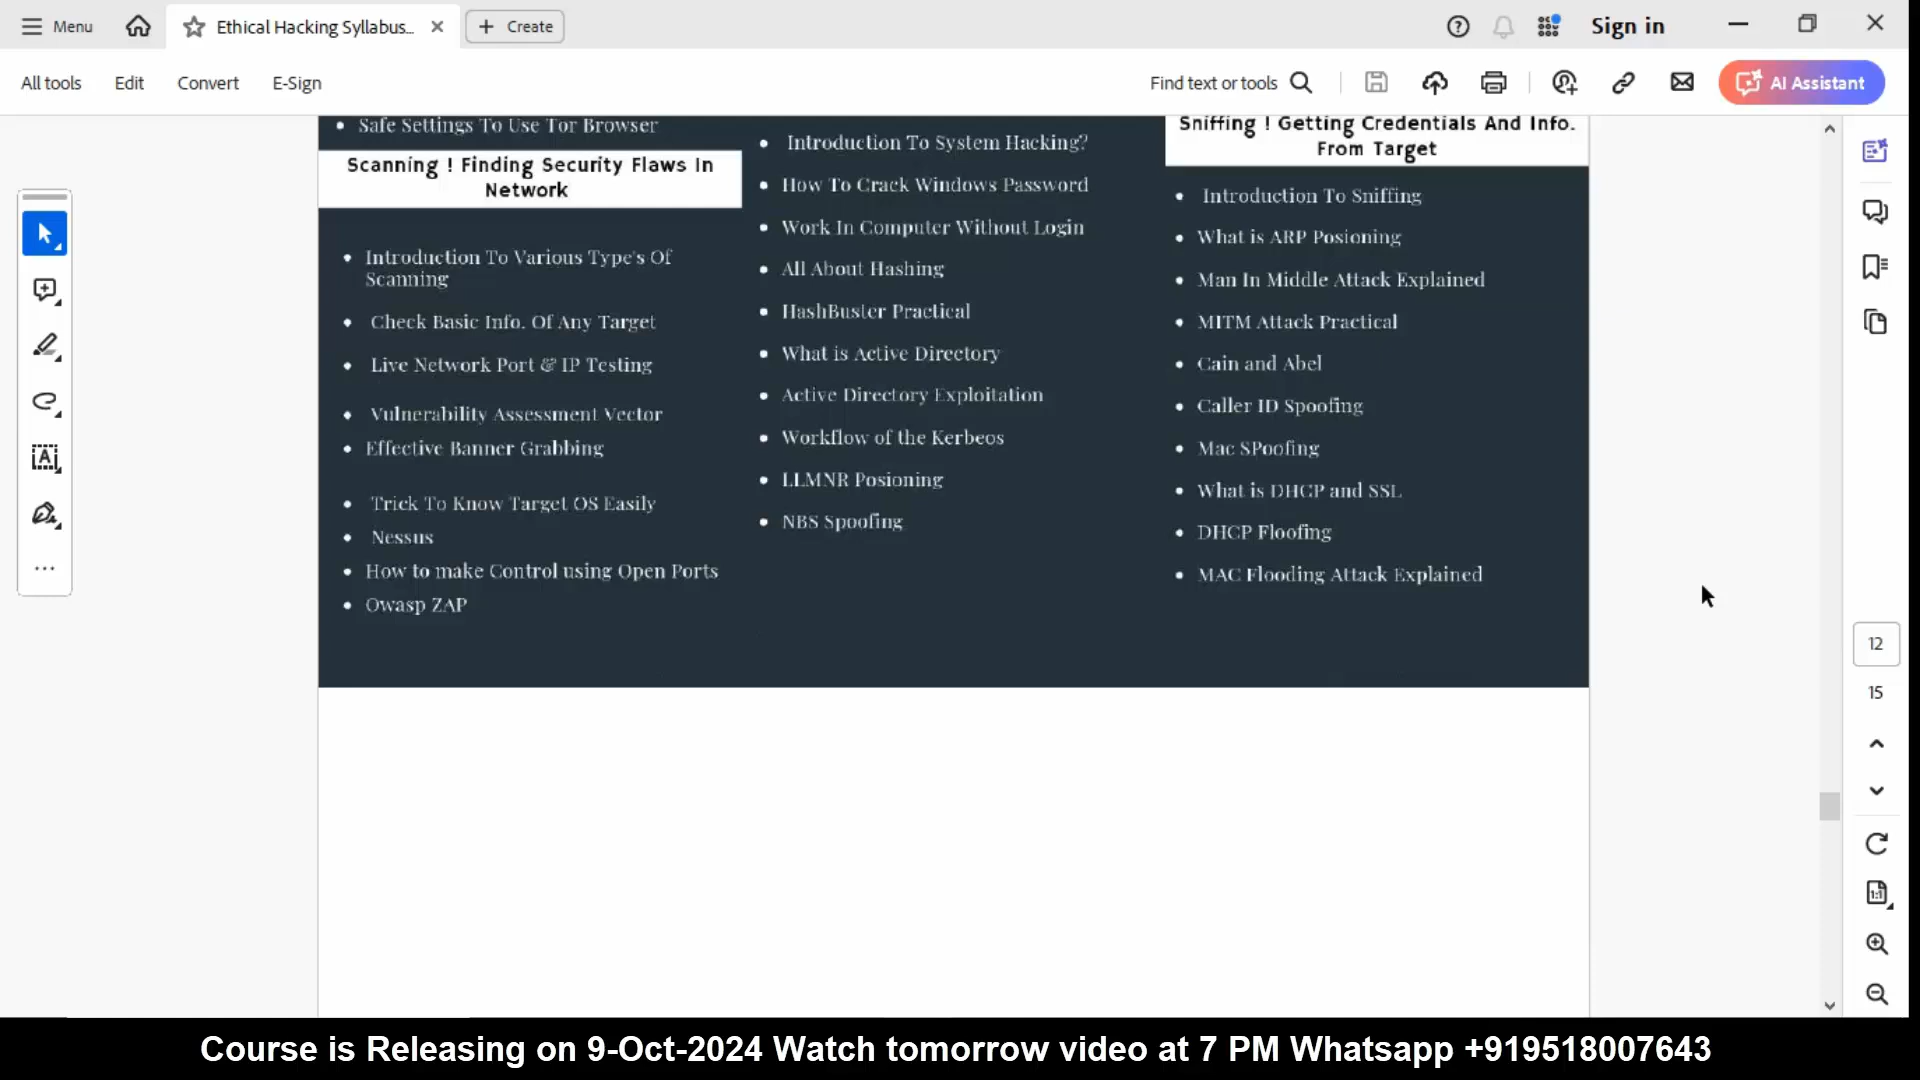 Menu
Ethical Hacking Syllabus...
Create
Sign in
All tools
Edit
Convert
E-Sign
Find text or tools
AI Assistant
Safe Settings To Use Tor Browser
Scanning ! Finding Security Flaws In
Network
Introduction To Various Type's Of
Scanning
Check Basic Info. Of Any Target
Live Network Port & IP Testing
Vulnerability Assessment Vector
Effective Banner Grabbing
Trick To Know Target OS Easily
Nessus
How to make Control using Open Ports
Owasp ZAP
Introduction To System Hacking?
How To Crack Windows Password
Work In Computer Without Login
All About Hashing
HashBuster Practical
What is Active Directory
Active Directory Exploitation
Workflow of the Kerbeos
LLMNR Posioning
NBS Spoofing
Sniffing ! Getting Credentials And Info.
From Target
Introduction To Sniffing
What is ARP Posioning
Man In Middle Attack Explained
MITM Attack Practical
Cain and Abel
Caller ID Spoofing
Mac SPoofing
What is DHCP and SSL
DHCP Floofing
MAC Flooding Attack Explained
12
15
Course is Releasing on 9-Oct-2024 Watch tomorrow video at 7 PM Whatsapp +919518007643